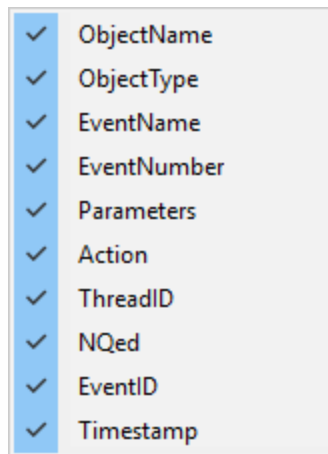 ObjectName
ObjectType
EventName
EventNumber
Parameters
Action
ThreadID
NQed
EventID
Timestamp